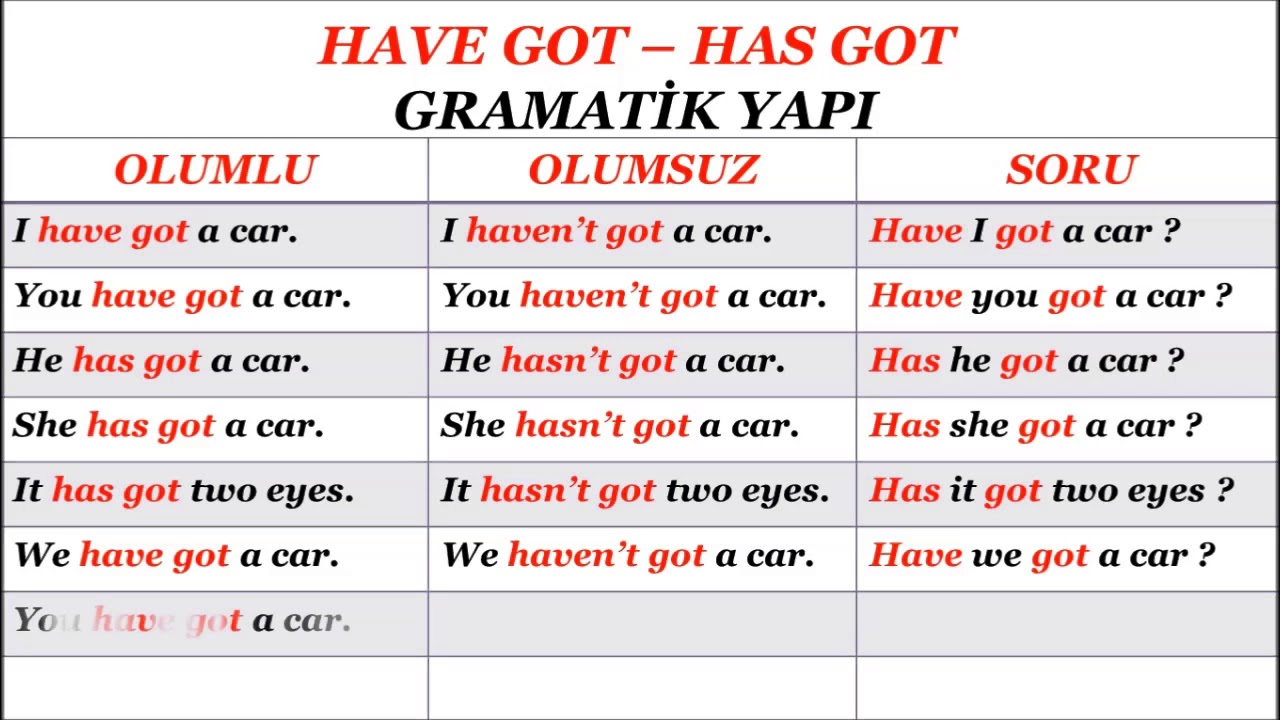 HAVE GOT – HAS GOT
GRAMATİK YAPI
OLUMLU OLUMSUZ SORU
I have got a car. I haven’t got a car. Have I got a car ?
You have got a car. You haven’t got a car. Have you got a car ?
He has got a car. He hasn’t got a car. Has he got a car ?
She has got a car. She hasn’t got a car. Has she got a car ?
It has got two eyes. It hasn’t got two eyes. Has it got two eyes ?
We have got a car. We haven’t got a car. Have we got a car ?
You have got a car.